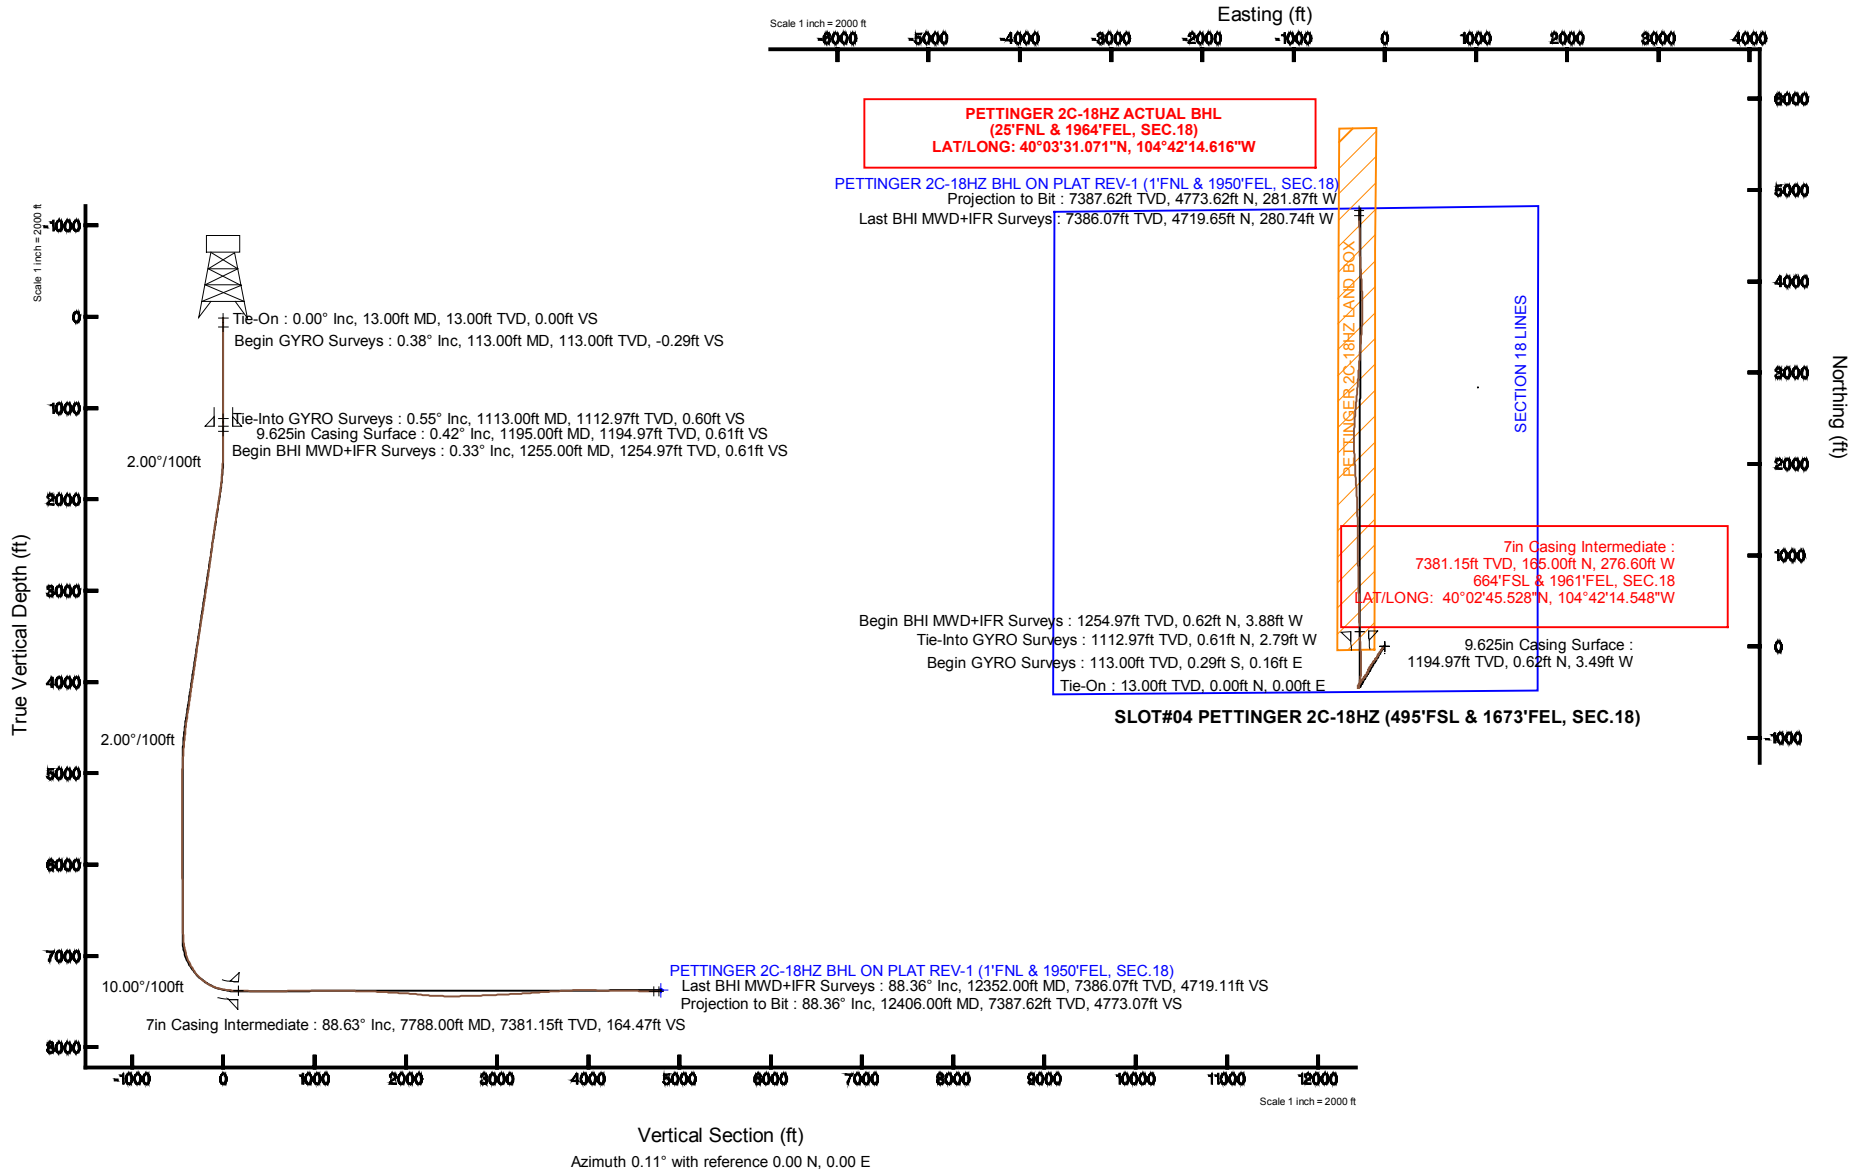 Scale 1 inch = 2000 ft
Easting (ft)
-6000 -5000 -4000 -3000 -2000 -1000 0 1000 2000 3000 4000
PETTINGER 2C-18HZ ACTUAL BHL
(25'FNL & 1964'FEL, SEC.18)
LAT/LONG: 40°03'31.071"N, 104°42'14.616"W
PETTINGER 2C-18HZ BHL ON PLAT REV-1 (1'FNL & 1950'FEL, SEC.18)
Projection to Bit : 7387.62ft TVD, 4773.62ft N, 281.87ft W
Last BHI MWD+IFR Surveys : 7386.07ft TVD, 4719.65ft N, 280.74ft W
PETTINGER 2C-18HZ LAND BOX
SECTION 18 LINES
7in Casing Intermediate :
7381.15ft TVD, 165.00ft N, 276.60ft W
664'FSL & 1961'FEL, SEC.18
LAT/LONG: 40°02'45.528"N, 104°42'14.548"W
Begin BHI MWD+IFR Surveys : 1254.97ft TVD, 0.62ft N, 3.88ft W
Tie-Into GYRO Surveys : 1112.97ft TVD, 0.61ft N, 2.79ft W
Begin GYRO Surveys : 113.00ft TVD, 0.29ft S, 0.16ft E
Tie-On : 13.00ft TVD, 0.00ft N, 0.00ft E
9.625in Casing Surface :
1194.97ft TVD, 0.62ft N, 3.49ft W
SLOT#04 PETTINGER 2C-18HZ (495'FSL & 1673'FEL, SEC.18)
6000
5000
4000
3000
2000
1000
0
-1000
Northing (ft)
Scale 1 inch = 2000 ft
True Vertical Depth (ft)
-1000
0
1000
2000
3000
4000
5000
6000
7000
8000
Tie-On : 0.00° Inc, 13.00ft MD, 13.00ft TVD, 0.00ft VS
Begin GYRO Surveys : 0.38° Inc, 113.00ft MD, 113.00ft TVD, -0.29ft VS
Tie-Into GYRO Surveys : 0.55° Inc, 1113.00ft MD, 1112.97ft TVD, 0.60ft VS
9.625in Casing Surface : 0.42° Inc, 1195.00ft MD, 1194.97ft TVD, 0.61ft VS
Begin BHI MWD+IFR Surveys : 0.33° Inc, 1255.00ft MD, 1254.97ft TVD, 0.61ft VS
2.00°/100ft
2.00°/100ft
10.00°/100ft
PETTINGER 2C-18HZ BHL ON PLAT REV-1 (1'FNL & 1950'FEL, SEC.18)
Last BHI MWD+IFR Surveys : 88.36° Inc, 12352.00ft MD, 7386.07ft TVD, 4719.11ft VS
Projection to Bit : 88.36° Inc, 12406.00ft MD, 7387.62ft TVD, 4773.07ft VS
7in Casing Intermediate : 88.63° Inc, 7788.00ft MD, 7381.15ft TVD, 164.47ft VS
-1000 0 1000 2000 3000 4000 5000 6000 7000 8000 9000 10000 11000 12000
Scale 1 inch = 2000 ft
Vertical Section (ft)
Azimuth 0.11° with reference 0.00 N, 0.00 E